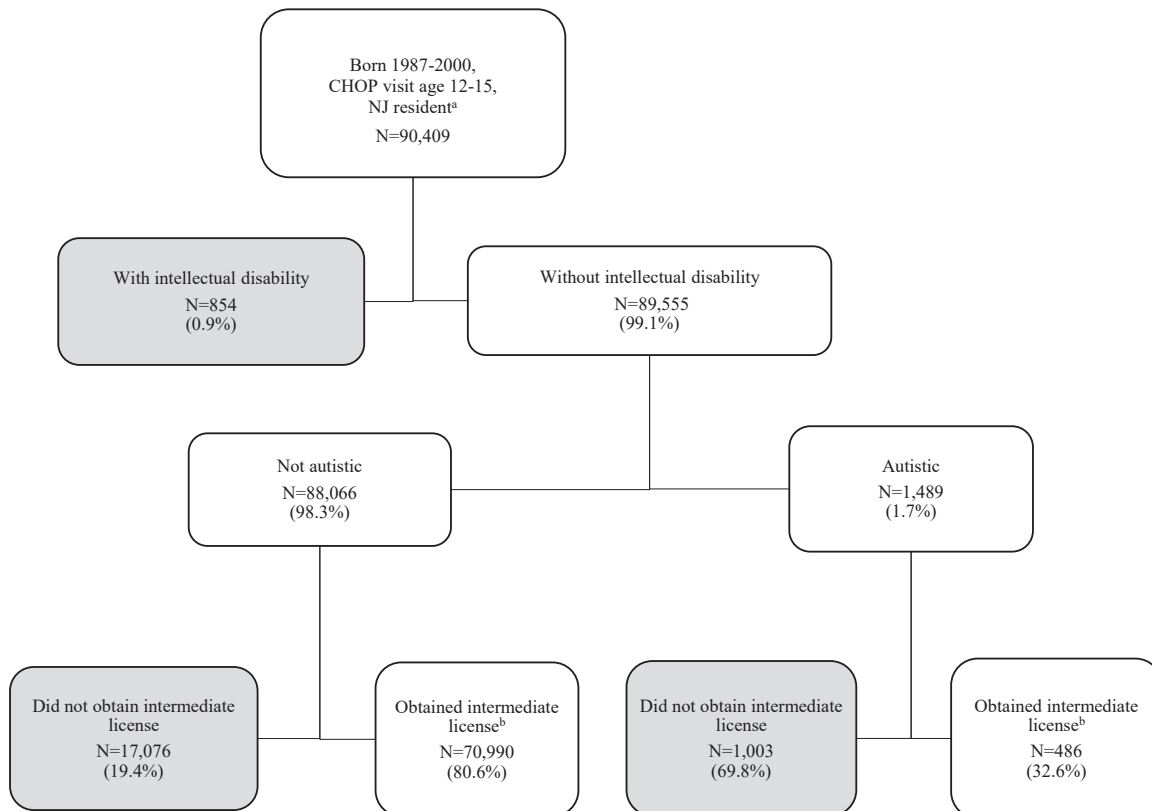 Born 1987-2000,
CHOP visit age 12-15,
NJ residentᵃ
N=90,409
With intellectual disability
N=854
(0.9%)
Without intellectual disability
N=89,555
(99.1%)
Not autistic
N=88,066
(98.3%)
Autistic
N=1,489
(1.7%)
Did not obtain intermediate
license
N=17,076
(19.4%)
Obtained intermediate
licenseᵇ
N=70,990
(80.6%)
Did not obtain intermediate
license
N=1,003
(69.8%)
Obtained intermediate
licenseᵇ
N=486
(32.6%)